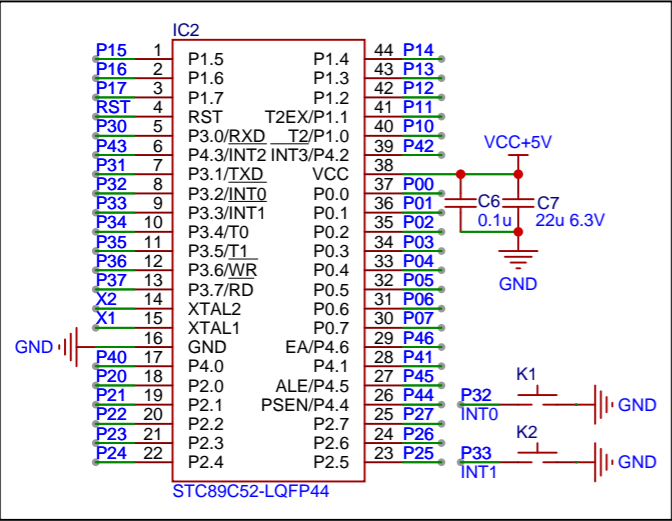 IC2
P15 1 P1.5 P1.4 44 P14
P16 2 P1.6 P1.3 43 P13
P17 3 P1.7 P1.2 42 P12
RST 4 RST T2EX/P1.1 41 P11
P30 5 P3.0/RXD T2/P1.0 40 P10
P43 6 P4.3/INT2 INT3/P4.2 39 P42
P31 7 P3.1/TXD VCC 38
P32 8 P3.2/INT0 P0.0 37 P00
P33 9 P3.3/INT1 P0.1 36 P01
P34 10 P3.4/T0 P0.2 35 P02
P35 11 P3.5/T1 P0.3 34 P03
P36 12 P3.6/WR P0.4 33 P04
P37 13 P3.7/RD P0.5 32 P05
X2 14 XTAL2 P0.6 31 P06
X1 15 XTAL1 P0.7 30 P07
GND 16 GND EA/P4.6 29 P46
P40 17 P4.0 P4.1 28 P41
P20 18 P2.0 ALE/P4.5 27 P45
P21 19 P2.1 PSEN/P4.4 26 P44
P22 20 P2.2 P2.7 25 P27
P23 21 P2.3 P2.6 24 P26
P24 22 P2.4 P2.5 23 P25
STC89C52-LQFP44
VCC+5V
C6 C7
0.1u 22u 6.3V
GND
K1
P32 GND
INT0
K2
P33 GND
INT1